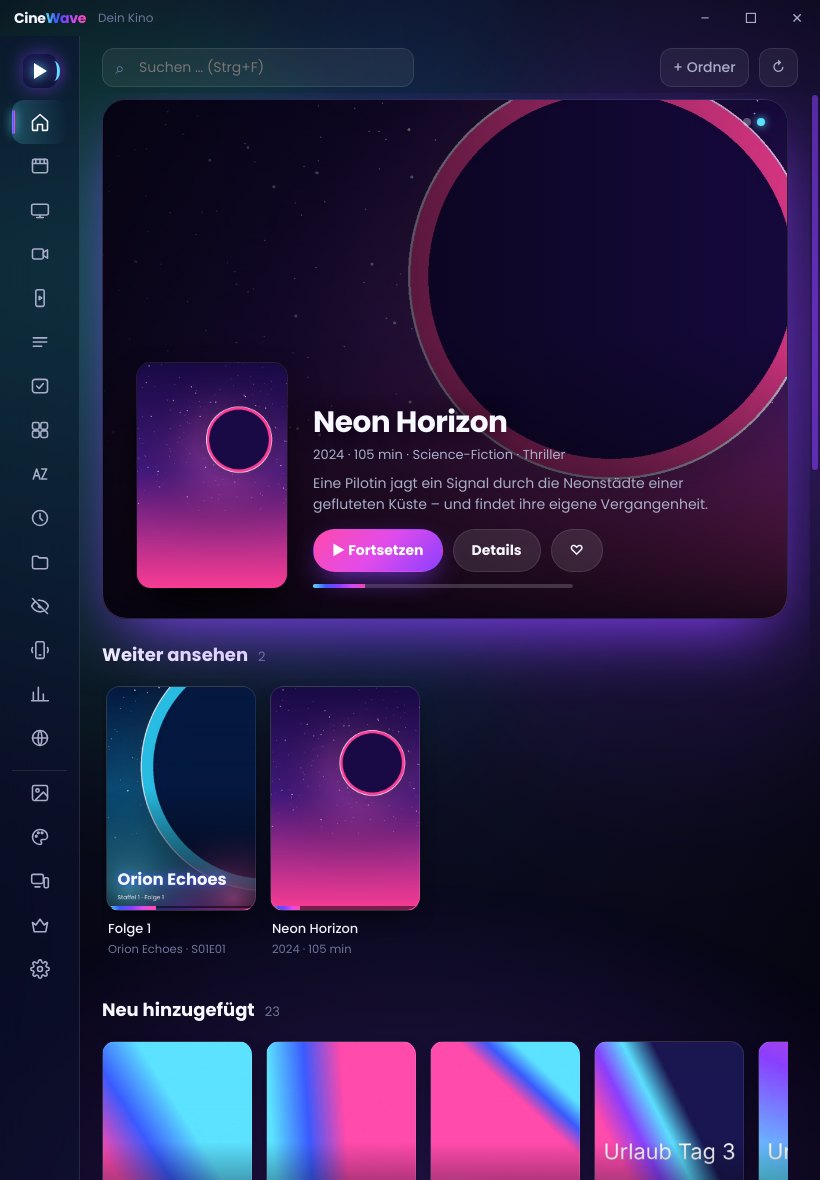 CineWave Dein Kino
Suchen … (Strg+F)
+ Ordner
AZ
Neon Horizon
2024 · 105 min · Science-Fiction · Thriller
Eine Pilotin jagt ein Signal durch die Neonstädte einer
gefluteten Küste – und findet ihre eigene Vergangenheit.
Fortsetzen
Details
Weiter ansehen 2
Orion Echoes
Staffel 1 · Folge 1
Folge 1
Orion Echoes · S01E01
Neon Horizon
2024 · 105 min
Neu hinzugefügt 23
Urlaub Tag 3